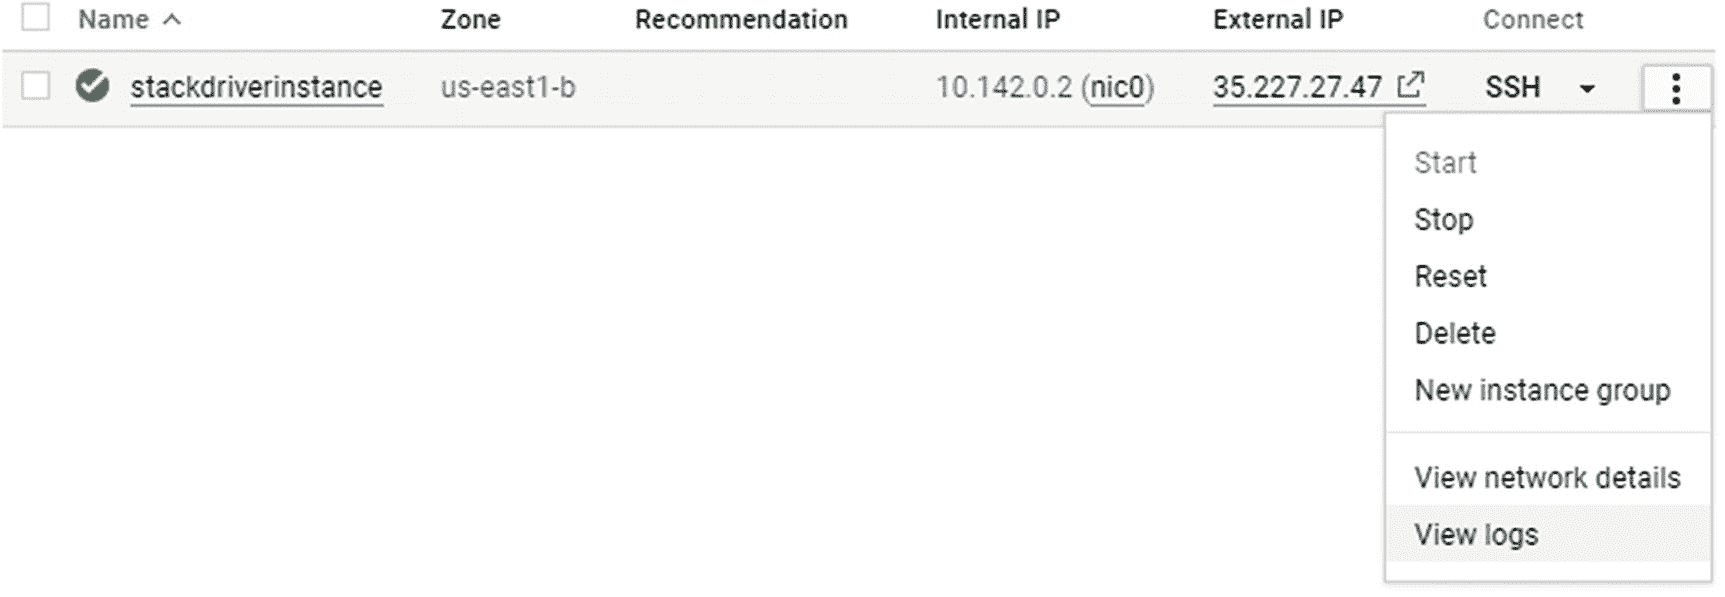 Name Zone Recommendation Internal IP External IP Connect
stackdriverinstance us-east1-b 10.142.0.2 (nic0) 35.227.27.47 SSH
Start
Stop
Reset
Delete
New instance group
View network details
View logs